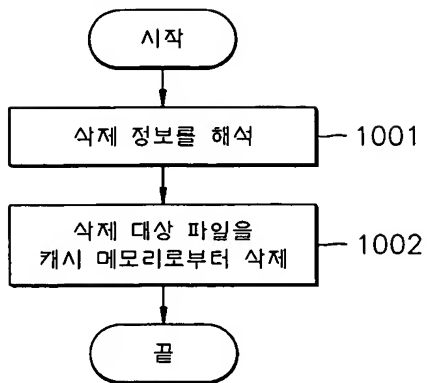 시작
삭제 정보를 해석
1001
삭제 대상 파일을
캐시 메모리로부터 삭제
1002
끝